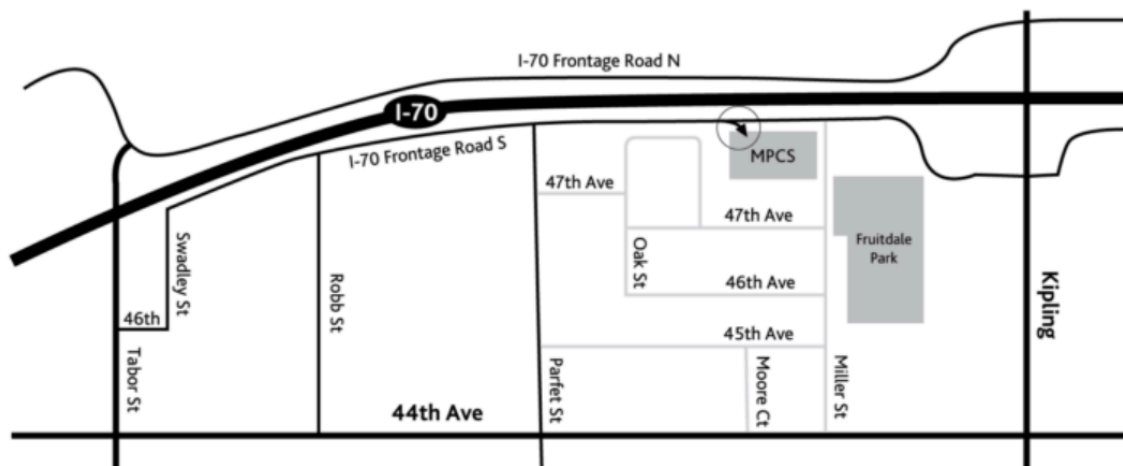 I-70 Frontage Road N
I-70
I-70 Frontage Road S
MPCS
47th Ave
47th Ave
Fruitdale
Park
Swadley St
Oak St
46th Ave
Robb St
Kipling
46th
45th Ave
Tabor St
Parfet St
Moore Ct
Miller St
44th Ave